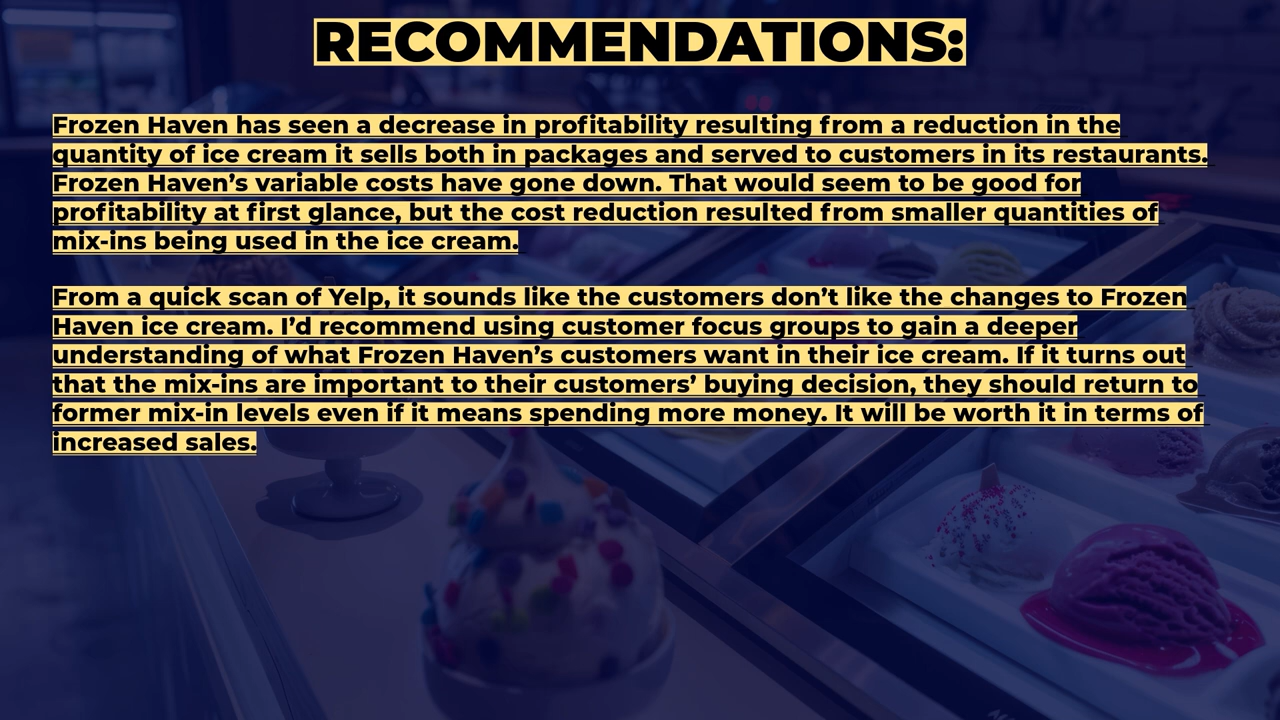 RECOMMENDATIONS:
Frozen Haven has seen a decrease in profitability resulting from a reduction in the
quantity of ice cream it sells both in packages and served to customers in its restaurants.
Frozen Haven’s variable costs have gone down. That would seem to be good for
profitability at first glance, but the cost reduction resulted from smaller quantities of
mix-ins being used in the ice cream.
From a quick scan of Yelp, it sounds like the customers don’t like the changes to Frozen
Haven ice cream. I’d recommend using customer focus groups to gain a deeper
understanding of what Frozen Haven’s customers want in their ice cream. If it turns out
that the mix-ins are important to their customers’ buying decision, they should return to
former mix-in levels even if it means spending more money. It will be worth it in terms of
increased sales.